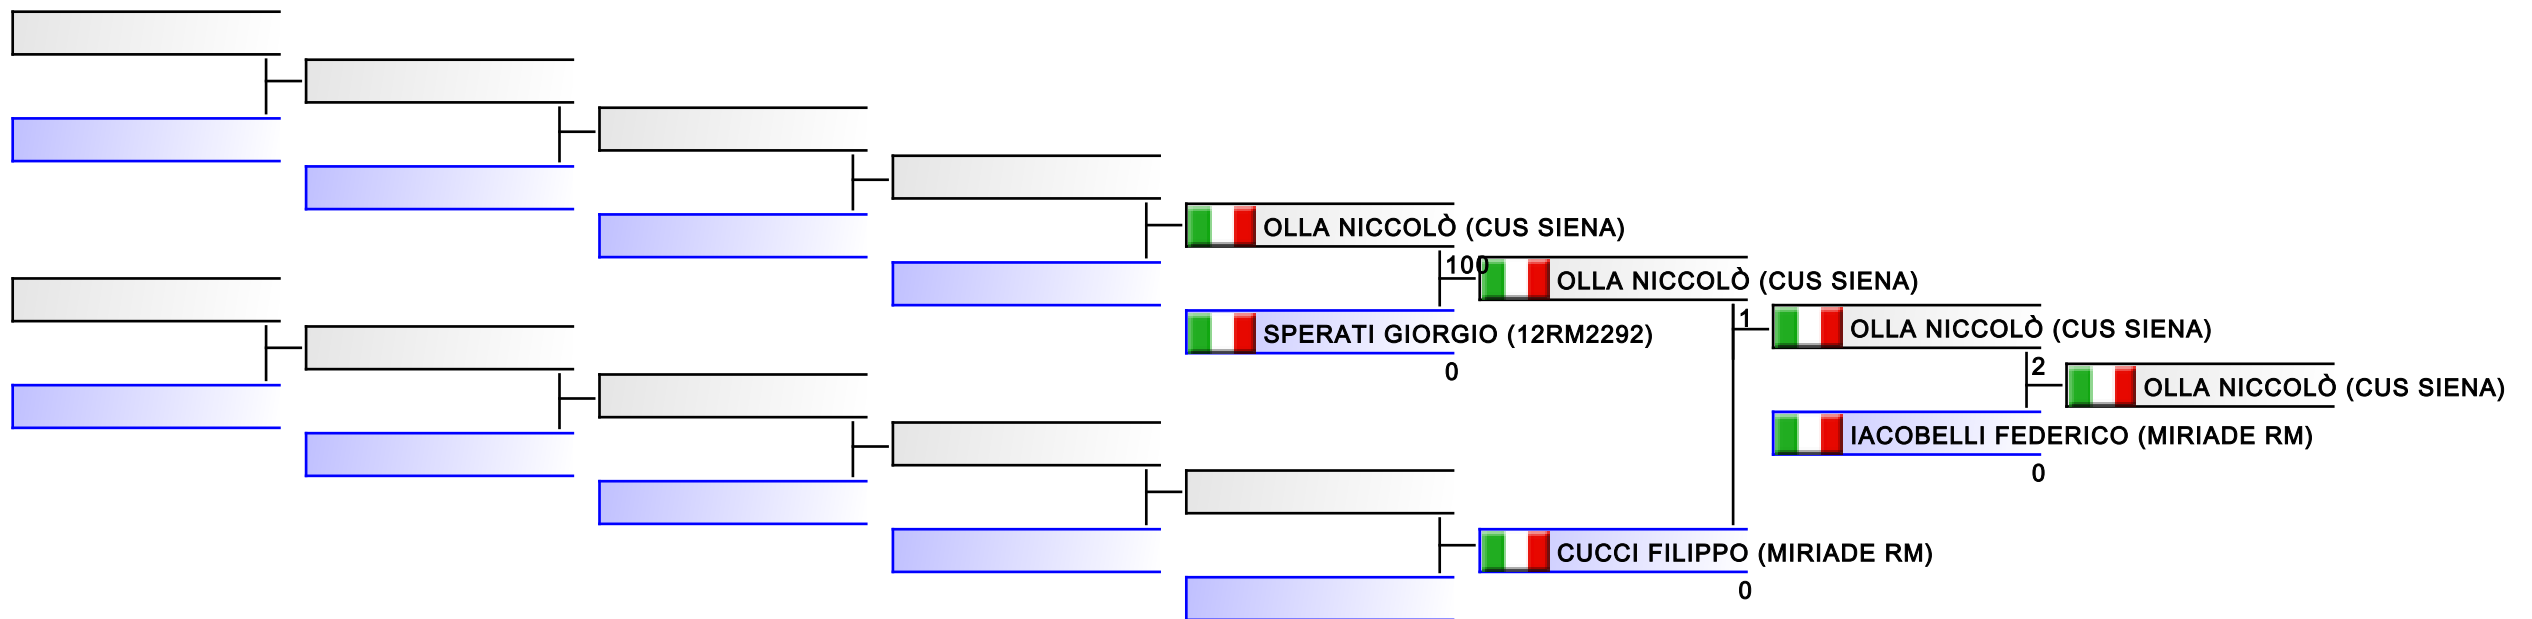 OLLA NICCOLÒ (CUS SIENA)
100
OLLA NICCOLÒ (CUS SIENA)
1
OLLA NICCOLÒ (CUS SIENA)
SPERATI GIORGIO (12RM2292)
0
2
OLLA NICCOLÒ (CUS SIENA)
IACOBELLI FEDERICO (MIRIADE RM)
0
CUCCI FILIPPO (MIRIADE RM)
0